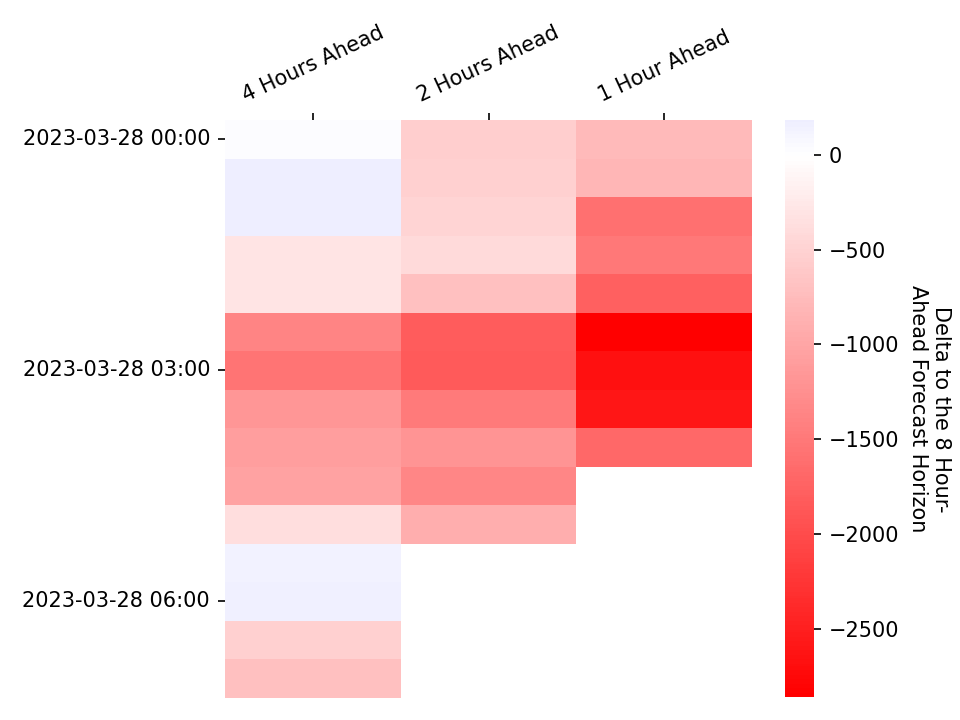 4 Hours Ahead
2 Hours Ahead
1 Hour Ahead
2023-03-28 00:00
2023-03-28 03:00
2023-03-28 06:00
0
−500
−1000
−1500
−2000
−2500
Delta to the 8 Hour-
Ahead Forecast Horizon